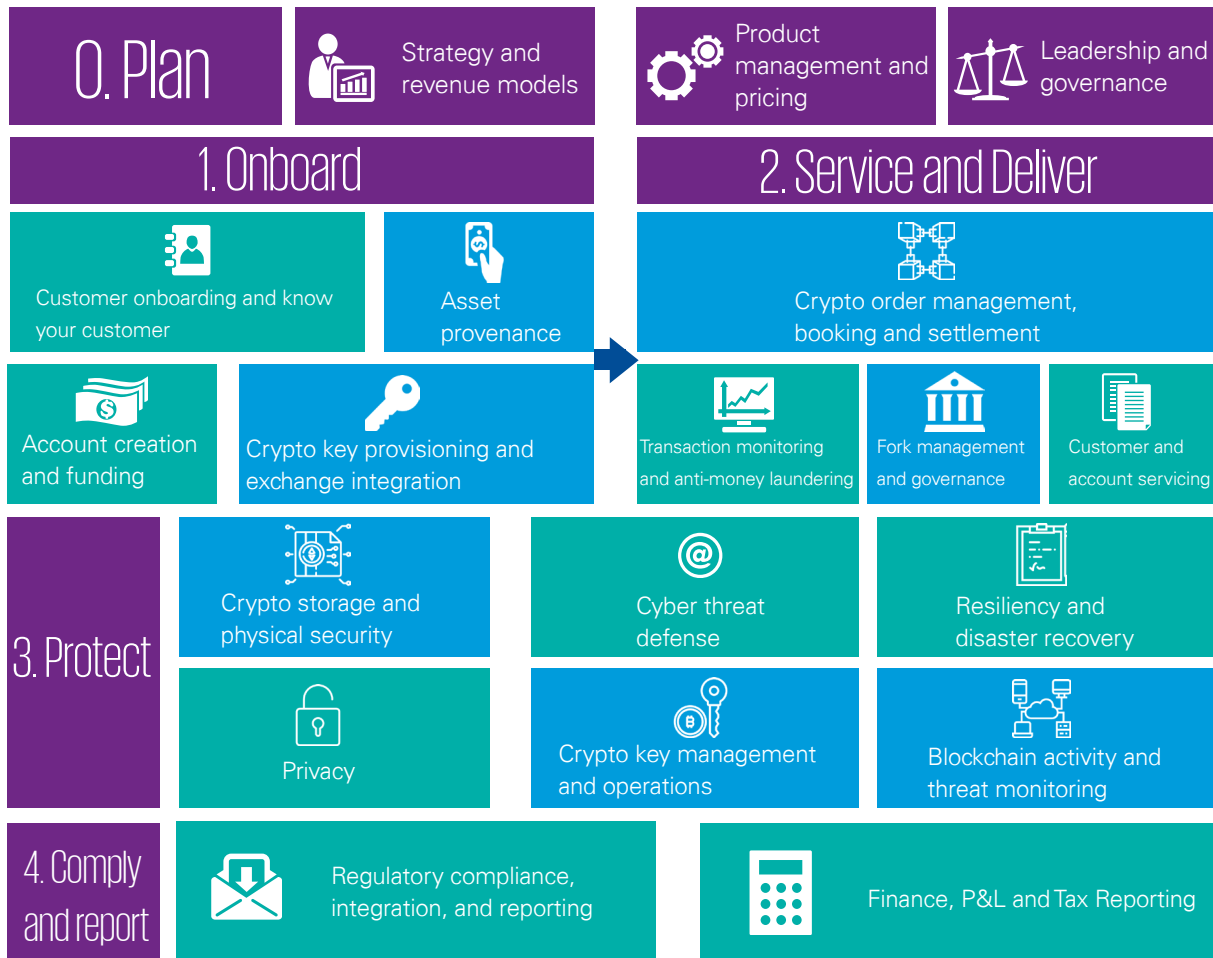 0. Plan
Strategy and
revenue models
Product
management and
pricing
Leadership and
governance
1. Onboard
2. Service and Deliver
Customer onboarding and know
your customer
Asset
provenance
Crypto order management,
booking and settlement
Account creation
and funding
Crypto key provisioning and
exchange integration
Transaction monitoring
and anti-money laundering
Fork management
and governance
Customer and
account servicing
3. Protect
Crypto storage and
physical security
@
Cyber threat
defense
Resiliency and
disaster recovery
Privacy
Crypto key management
and operations
Blockchain activity and
threat monitoring
4. Comply
and report
Regulatory compliance,
integration, and reporting
Finance, P&L and Tax Reporting